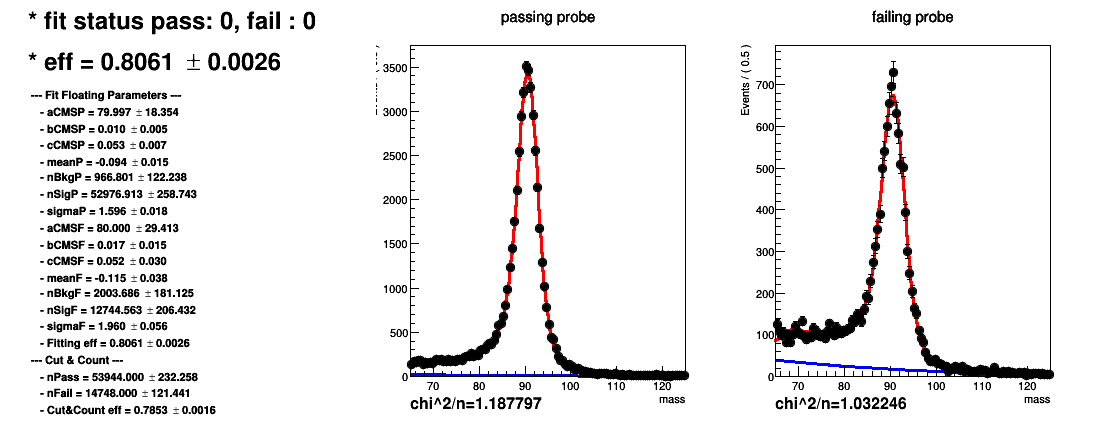 * fit status pass: 0, fail : 0
* eff = 0.8061 ± 0.0026
--- Fit Floating Parameters ---
- aCMSP = 79.997 ± 18.354
- bCMSP = 0.010 ± 0.005
- cCMSP = 0.053 ± 0.007
- meanP = -0.094 ± 0.015
- nBkgP = 966.801 ± 122.238
- nSigP = 52976.913 ± 258.743
- sigmaP = 1.596 ± 0.018
- aCMSF = 80.000 ± 29.413
- bCMSF = 0.017 ± 0.015
- cCMSF = 0.052 ± 0.030
- meanF = -0.115 ± 0.038
- nBkgF = 2003.686 ± 181.125
- nSigF = 12744.563 ± 206.432
- sigmaF = 1.960 ± 0.056
- Fitting eff = 0.8061 ± 0.0026
--- Cut & Count ---
- nPass = 53944.000 ± 232.258
- nFail = 14748.000 ± 121.441
- Cut&Count eff = 0.7853 ± 0.0016
passing probe
3500
3000
2500
2000
1500
1000
500
0
70 80 90 100 110 120
mass
chi^2/n=1.187797
failing probe
Events / ( 0.5 )
700
600
500
400
300
200
100
0
70 80 90 100 110 120
mass
chi^2/n=1.032246